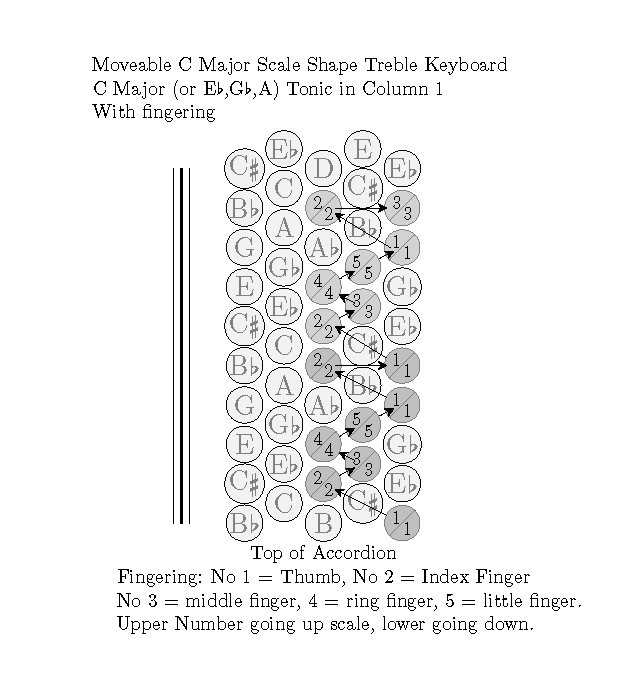 Moveable C Major Scale Shape Treble Keyboard
C Major (or E♭,G♭,A) Tonic in Column 1
With fingering
E♭ E
C♯ D E♭
C C♯
B♭ 2 2 3 3
A B♭
G A♭ 1 1
G♭ 5 5
E 4 4 G♭
E♭ 3 3
C♯ 2 2 E♭
C C♯
B♭ 2 2 1 1
A B♭
G A♭ 1 1
G♭ 5 5
E 4 4 G♭
E♭ 3 3
C♯ 2 2 E♭
C C♯
B♭ B 1 1
Top of Accordion
Fingering: No 1 = Thumb, No 2 = Index Finger
No 3 = middle finger, 4 = ring finger, 5 = little finger.
Upper Number going up scale, lower going down.